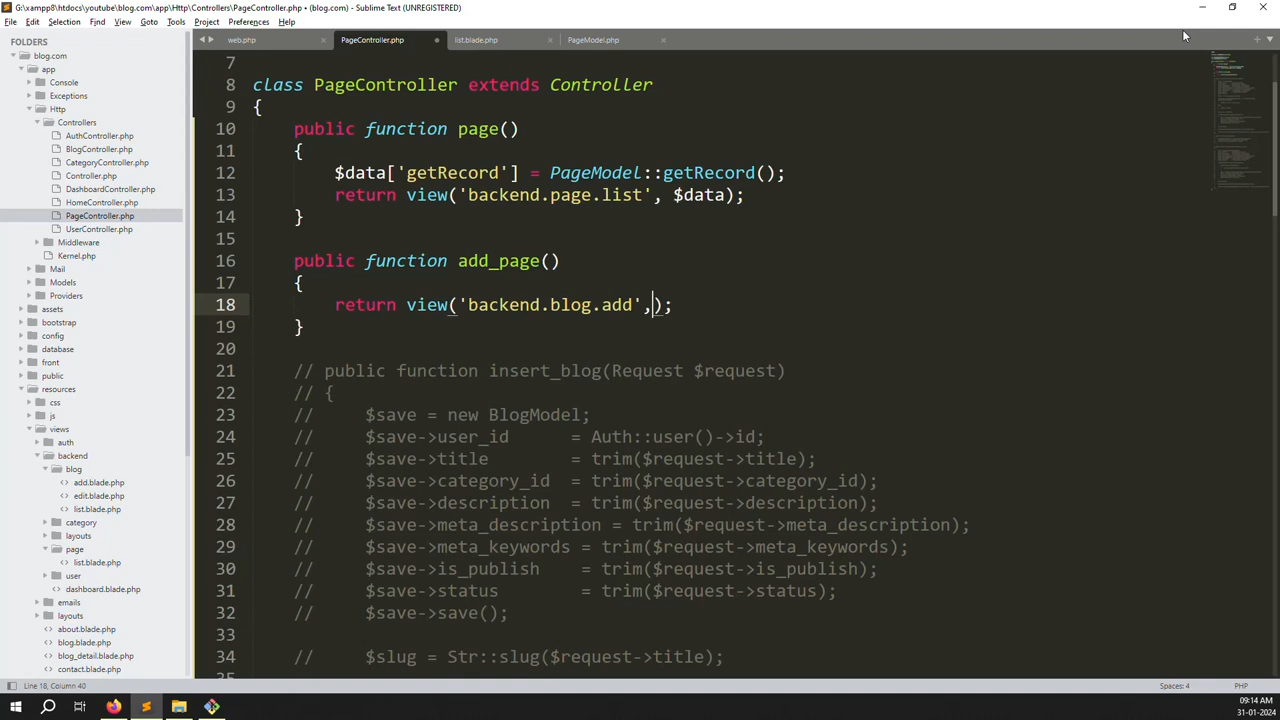 G:\xampp8\htdocs\youtube\blog.com\app\Http\Controllers\PageController.php • (blog.com) - Sublime Text (UNREGISTERED)
File Edit Selection Find View Goto Tools Project Preferences Help
FOLDERS
blog.com
app
Console
Exceptions
Http
Controllers
AuthController.php
BlogController.php
CategoryController.php
Controller.php
DashboardController.php
HomeController.php
PageController.php
UserController.php
Middleware
Kernel.php
Mail
Models
Providers
assets
bootstrap
config
database
front
public
resources
css
js
views
auth
backend
blog
add.blade.php
edit.blade.php
list.blade.php
category
layouts
page
list.blade.php
user
dashboard.blade.php
emails
layouts
about.blade.php
blog.blade.php
blog_detail.blade.php
contact.blade.php
web.php PageController.php list.blade.php PageModel.php
7
8 class PageController extends Controller
9 {
10 public function page()
11 {
12 $data['getRecord'] = PageModel::getRecord();
13 return view('backend.page.list', $data);
14 }
15
16 public function add_page()
17 {
18 return view('backend.blog.add',);
19 }
20
21 // public function insert_blog(Request $request)
22 // {
23 // $save = new BlogModel;
24 // $save->user_id = Auth::user()->id;
25 // $save->title = trim($request->title);
26 // $save->category_id = trim($request->category_id);
27 // $save->description = trim($request->description);
28 // $save->meta_description = trim($request->meta_description);
29 // $save->meta_keywords = trim($request->meta_keywords);
30 // $save->is_publish = trim($request->is_publish);
31 // $save->status = trim($request->status);
32 // $save->save();
33
34 // $slug = Str::slug($request->title);
Line 18, Column 40 Spaces: 4 PHP
09:14 AM
31-01-2024